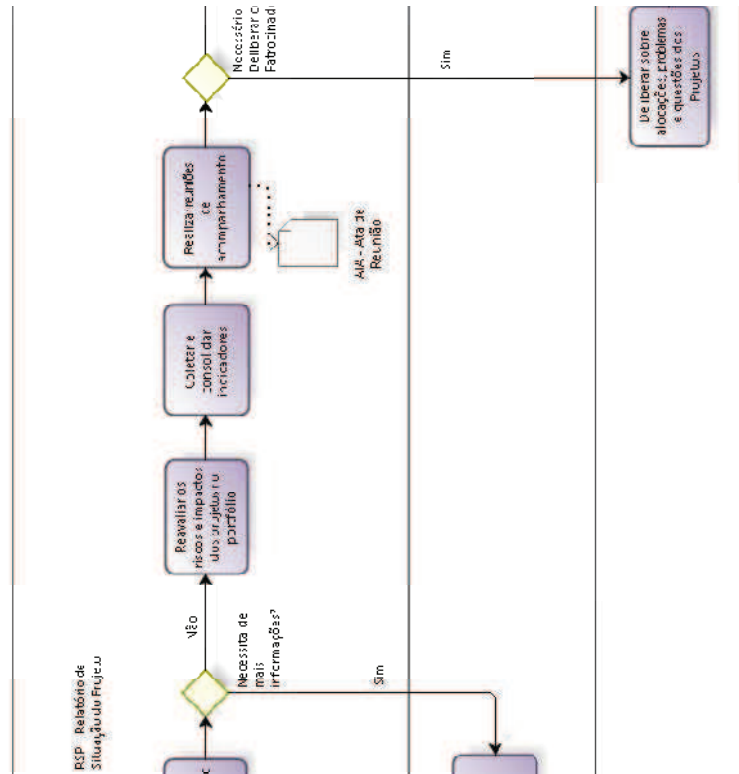 Necessário
Deliberar c
Patrocinad
Sim
Deliberar sobre
alocações, problemas
e questões dos
Projetos
Realiza reuniões
de
acompanhamento
AIA - Ata de
Reunião
Coletar e
consolidar
indicadores
Reavaliar os
riscos e impactos
dos projetos no
portfólio
Não
Necessita de
mais
informações?
Sim
RSP Relatório de
Situação do Projeto